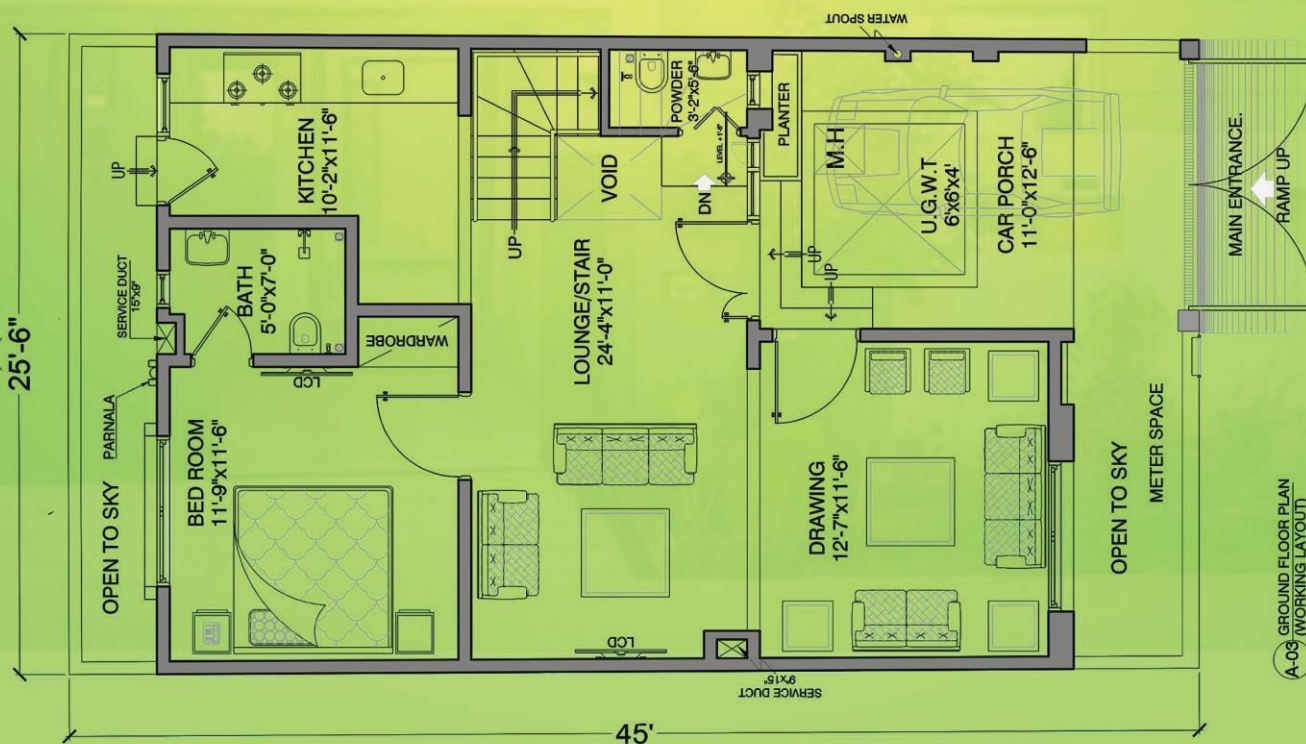 WATER SPOUT
25'-6"
45'
OPEN TO SKY
PARNALA
SERVICE DUCT
15"x9"
UP
KITCHEN
10'-2"x11'-6"
BATH
5'-0"x7'-0"
WARDROBE
LCD
BED ROOM
11'-9"x11'-6"
UP
VOID
LOUNGE/STAIR
24'-4"x11'-0"
LCD
SERVICE DUCT
9"x15"
POWDER
3'-2"x5'-6"
DN
PLANTER
M.H
U.G.W.T
6'x6'x4'
CAR PORCH
11'-0"x12'-6"
UP
UP
DRAWING
12'-7"x11'-6"
OPEN TO SKY
METER SPACE
MAIN ENTRANCE.
RAMP UP
A-03
GROUND FLOOR PLAN
(WORKING LAYOUT)